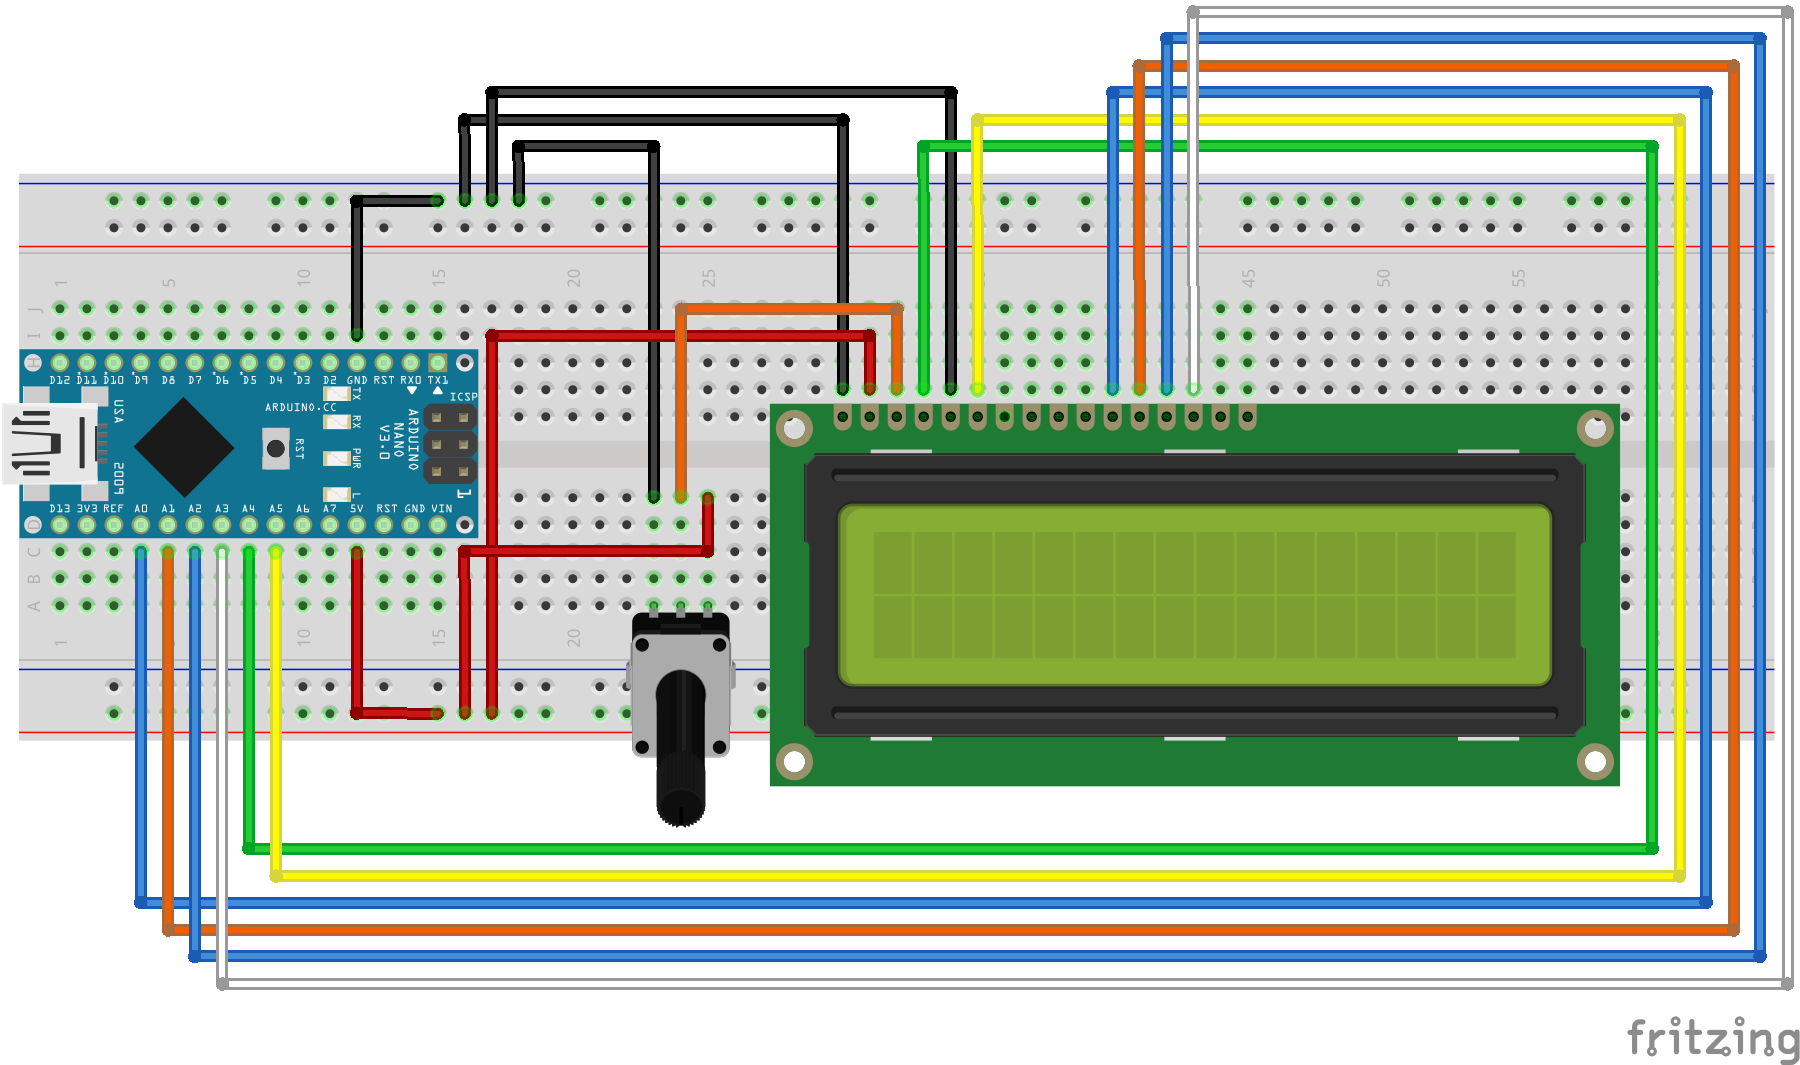 1 5 10 15 20 25 45 50 55
J
I
H
D12 D11 D10 D9 D8 D7 D6 D5 D4 D3 D2 GND RST RX0 TX1
USA
ARDUINO.CC
TX
ICSP
RX
RST
ARDUINO
NANO
V3.0
PWR
2009
L
1
D13 3V3 REF A0 A1 A2 A3 A4 A5 A6 A7 5V RST GND VIN
D
C
B
A
1 10 15 20
fritzing